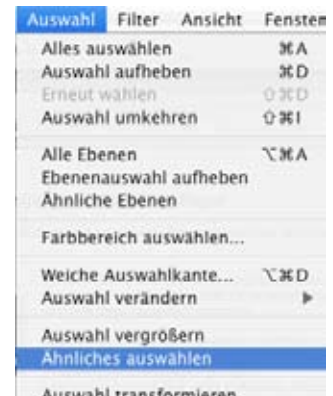 Auswahl Filter Ansicht Fenster
Alles auswählen ⌘A
Auswahl aufheben ⌘D
Erneut wählen ⇧⌘D
Auswahl umkehren ⇧⌘I
Alle Ebenen ⌥⌘A
Ebenenauswahl aufheben
Ähnliche Ebenen
Farbbereich auswählen...
Weiche Auswahlkante... ⌥⌘D
Auswahl verändern ▶
Auswahl vergrößern
Ähnliches auswählen
Auswahl transformieren